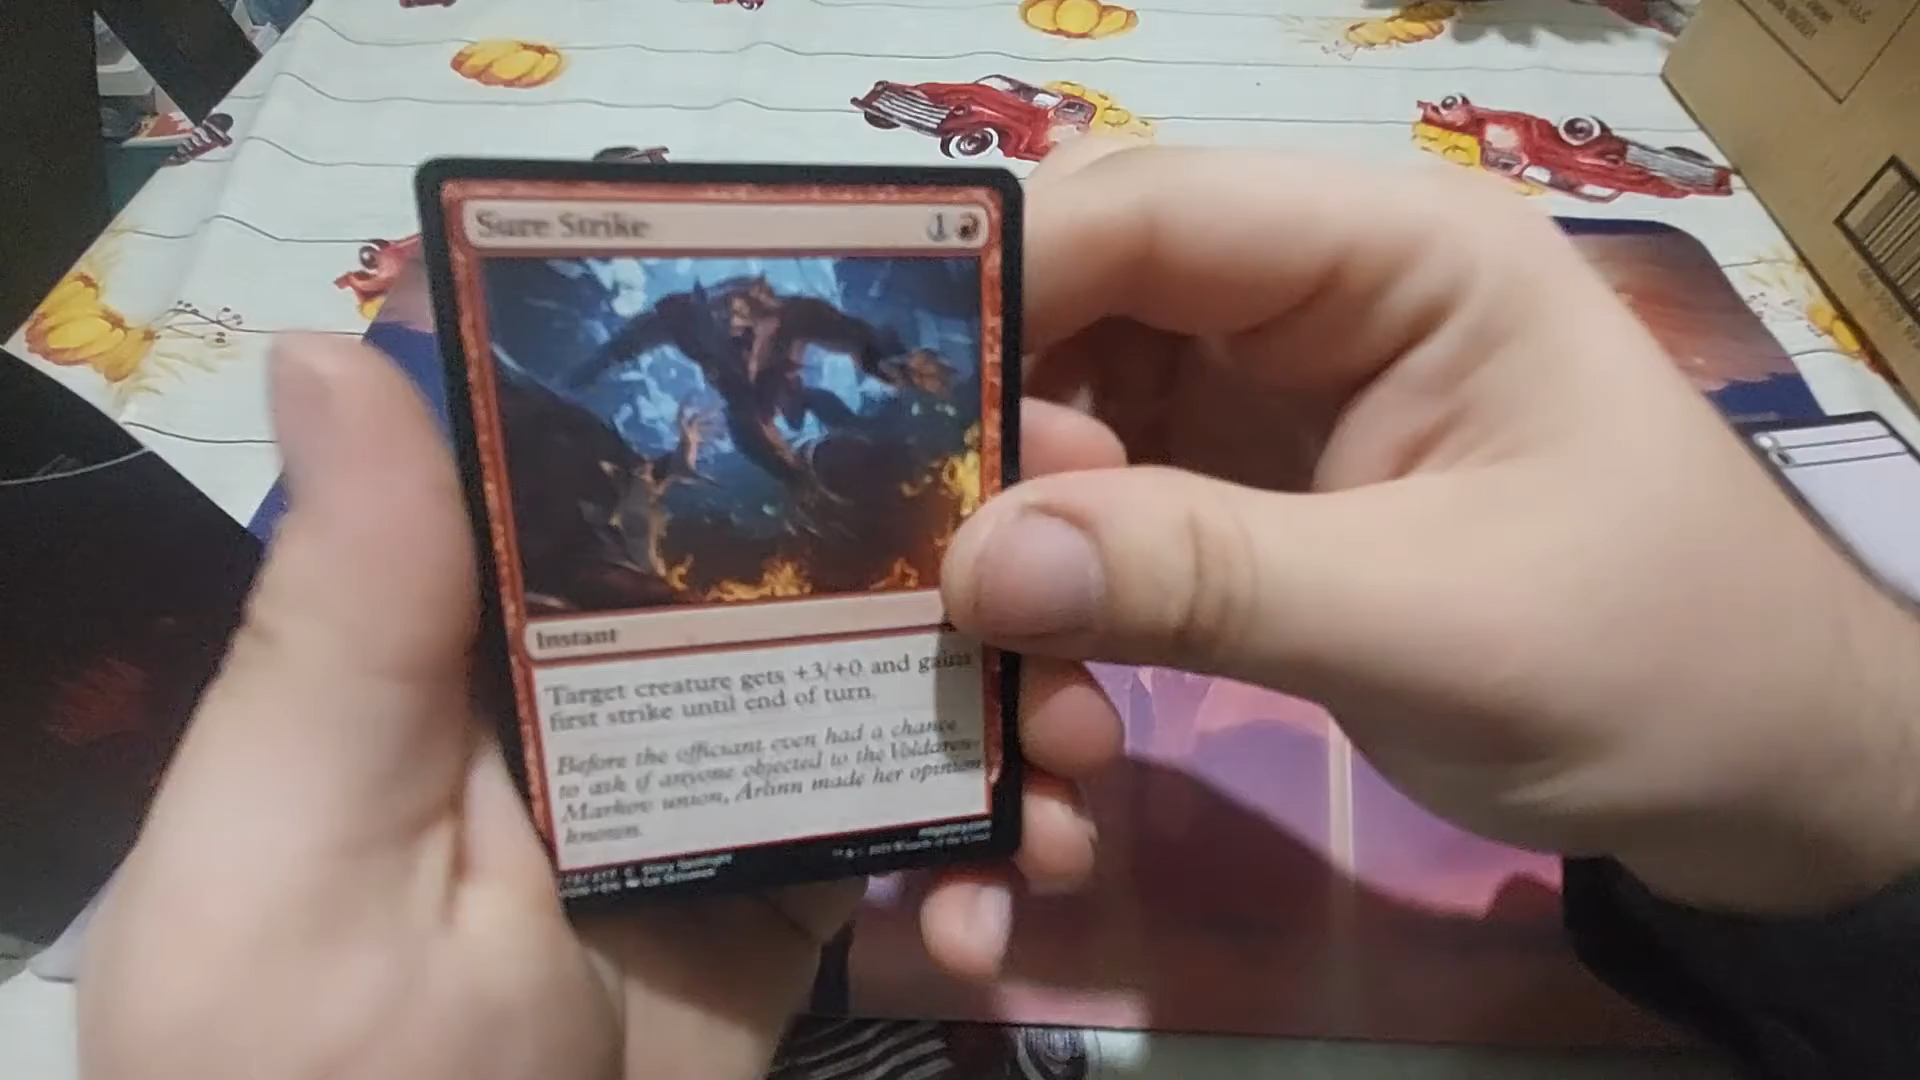 Sure Strike 1
Instant
Target creature gets +3/+0 and gains
first strike until end of turn.
Before the officiant even had a chance
to ask if anyone objected to the Voldaren-
Markov union, Arlinn made her opinion
known.